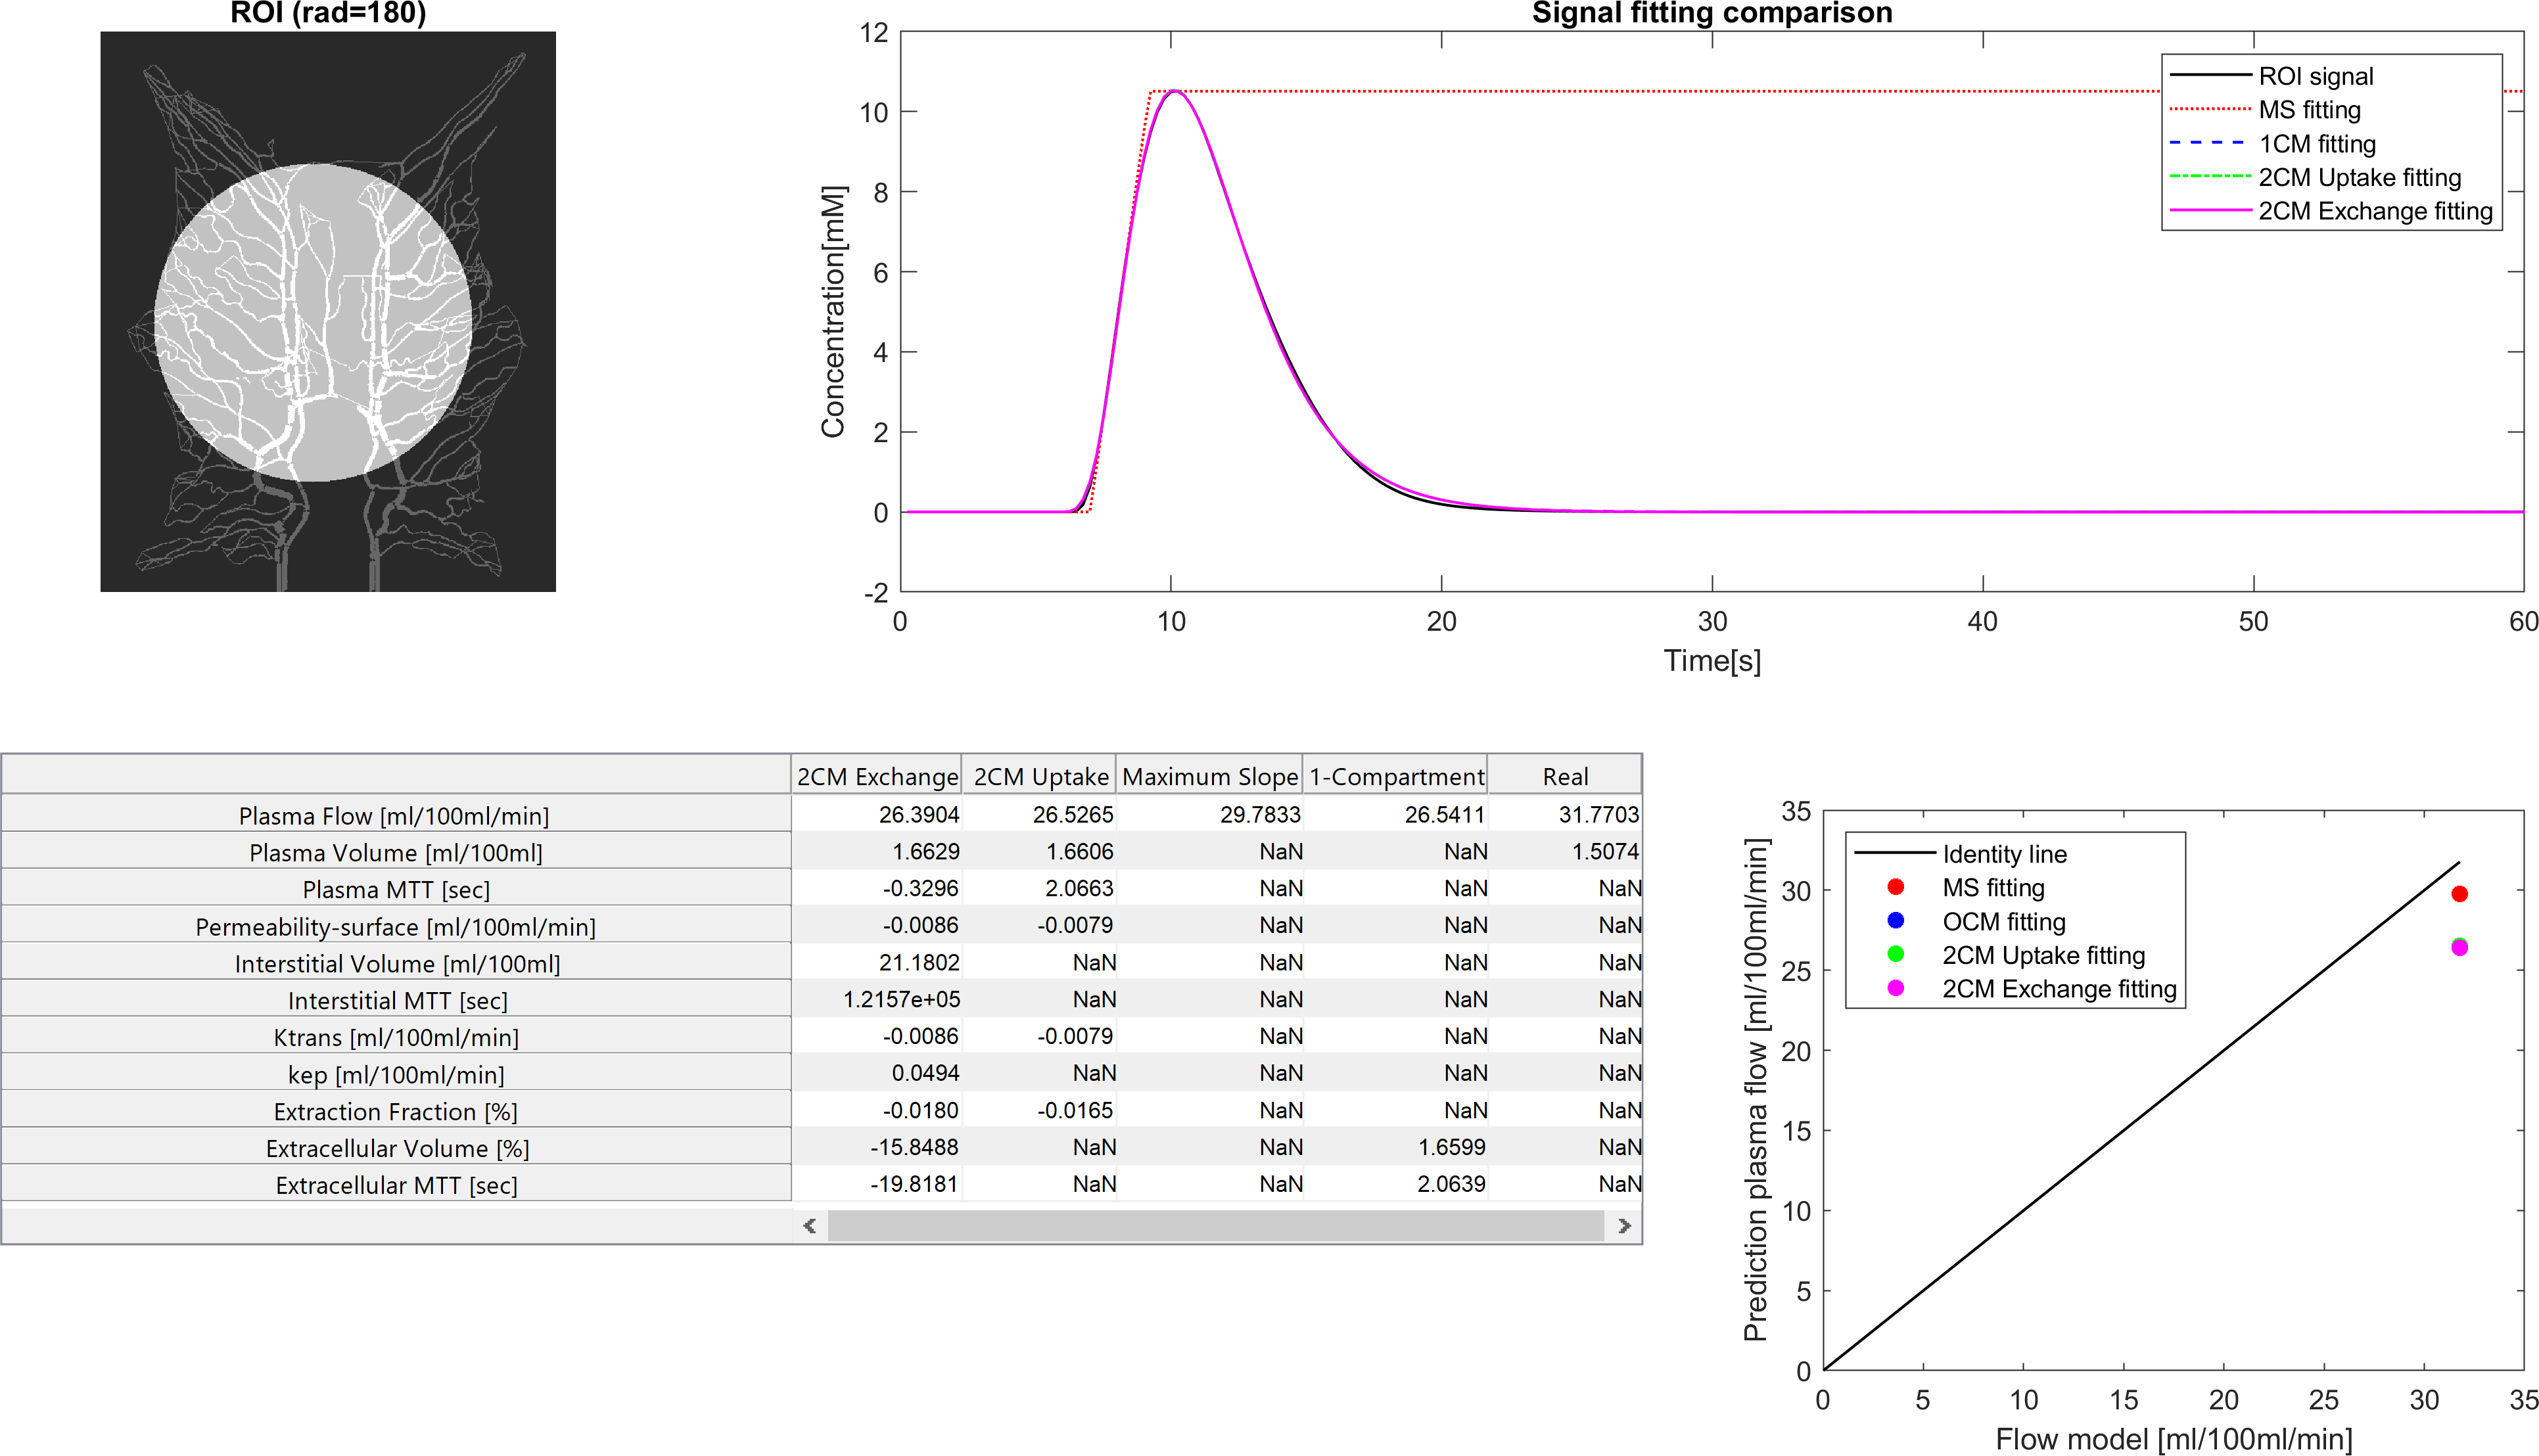 ROI (rad=180)
Signal fitting comparison
12
10
8
6
4
2
0
-2
Concentration[mM]
0 10 20 30 40 50 60
Time[s]
ROI signal
MS fitting
1CM fitting
2CM Uptake fitting
2CM Exchange fitting
2CM Exchange 2CM Uptake Maximum Slope 1-Compartment Real
Plasma Flow [ml/100ml/min] 26.3904 26.5265 29.7833 26.5411 31.7703
Plasma Volume [ml/100ml] 1.6629 1.6606 NaN NaN 1.5074
Plasma MTT [sec] -0.3296 2.0663 NaN NaN NaN
Permeability-surface [ml/100ml/min] -0.0086 -0.0079 NaN NaN NaN
Interstitial Volume [ml/100ml] 21.1802 NaN NaN NaN NaN
Interstitial MTT [sec] 1.2157e+05 NaN NaN NaN NaN
Ktrans [ml/100ml/min] -0.0086 -0.0079 NaN NaN NaN
kep [ml/100ml/min] 0.0494 NaN NaN NaN NaN
Extraction Fraction [%] -0.0180 -0.0165 NaN NaN NaN
Extracellular Volume [%] -15.8488 NaN NaN 1.6599 NaN
Extracellular MTT [sec] -19.8181 NaN NaN 2.0639 NaN
35
30
25
20
15
10
5
0
Prediction plasma flow [ml/100ml/min]
Identity line
MS fitting
OCM fitting
2CM Uptake fitting
2CM Exchange fitting
0 5 10 15 20 25 30 35
Flow model [ml/100ml/min]